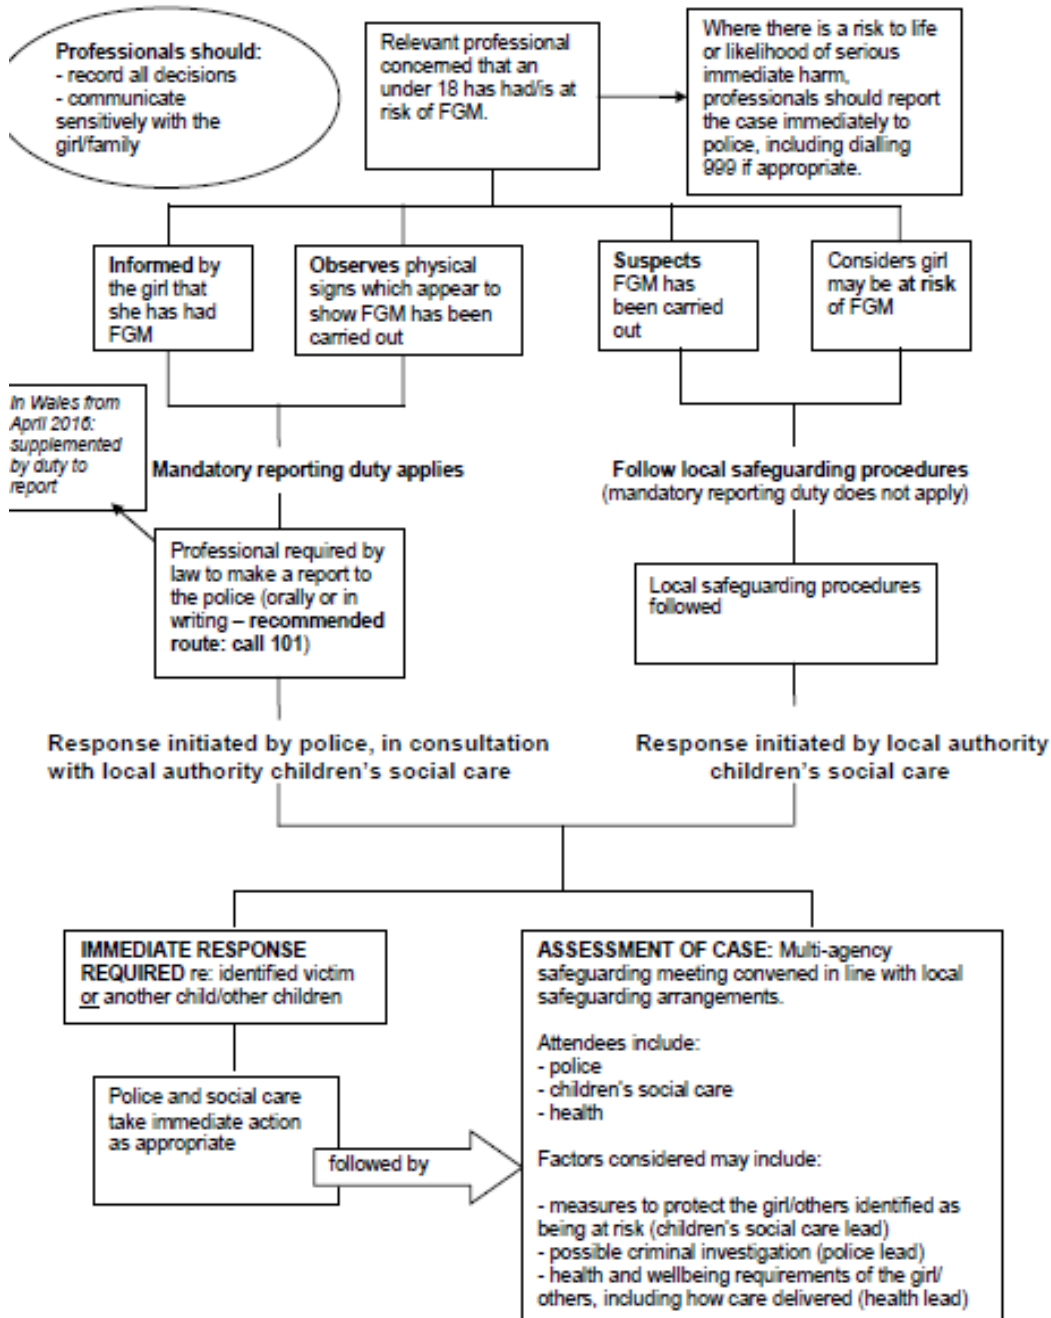 Professionals should:
- record all decisions
- communicate
sensitively with the
girl/family
Relevant professional
concerned that an
under 18 has had/is at
risk of FGM.
Where there is a risk to life
or likelihood of serious
immediate harm,
professionals should report
the case immediately to
police, including dialling
999 if appropriate.
Informed by
the girl that
she has had
FGM
Observes physical
signs which appear to
show FGM has been
carried out
Suspects
FGM has
been carried
out
Considers girl
may be at risk
of FGM
In Wales from
April 2016:
supplemented
by duty to
report
Mandatory reporting duty applies
Follow local safeguarding procedures
(mandatory reporting duty does not apply)
Professional required by
law to make a report to
the police (orally or in
writing – recommended
route: call 101)
Local safeguarding procedures
followed
Response initiated by police, in consultation
with local authority children's social care
Response initiated by local authority
children's social care
IMMEDIATE RESPONSE
REQUIRED re: identified victim
or another child/other children
Police and social care
take immediate action
as appropriate
followed by
ASSESSMENT OF CASE: Multi-agency
safeguarding meeting convened in line with local
safeguarding arrangements.
Attendees include:
- police
- children's social care
- health
Factors considered may include:
- measures to protect the girl/others identified as
being at risk (children's social care lead)
- possible criminal investigation (police lead)
- health and wellbeing requirements of the girl/
others, including how care delivered (health lead)